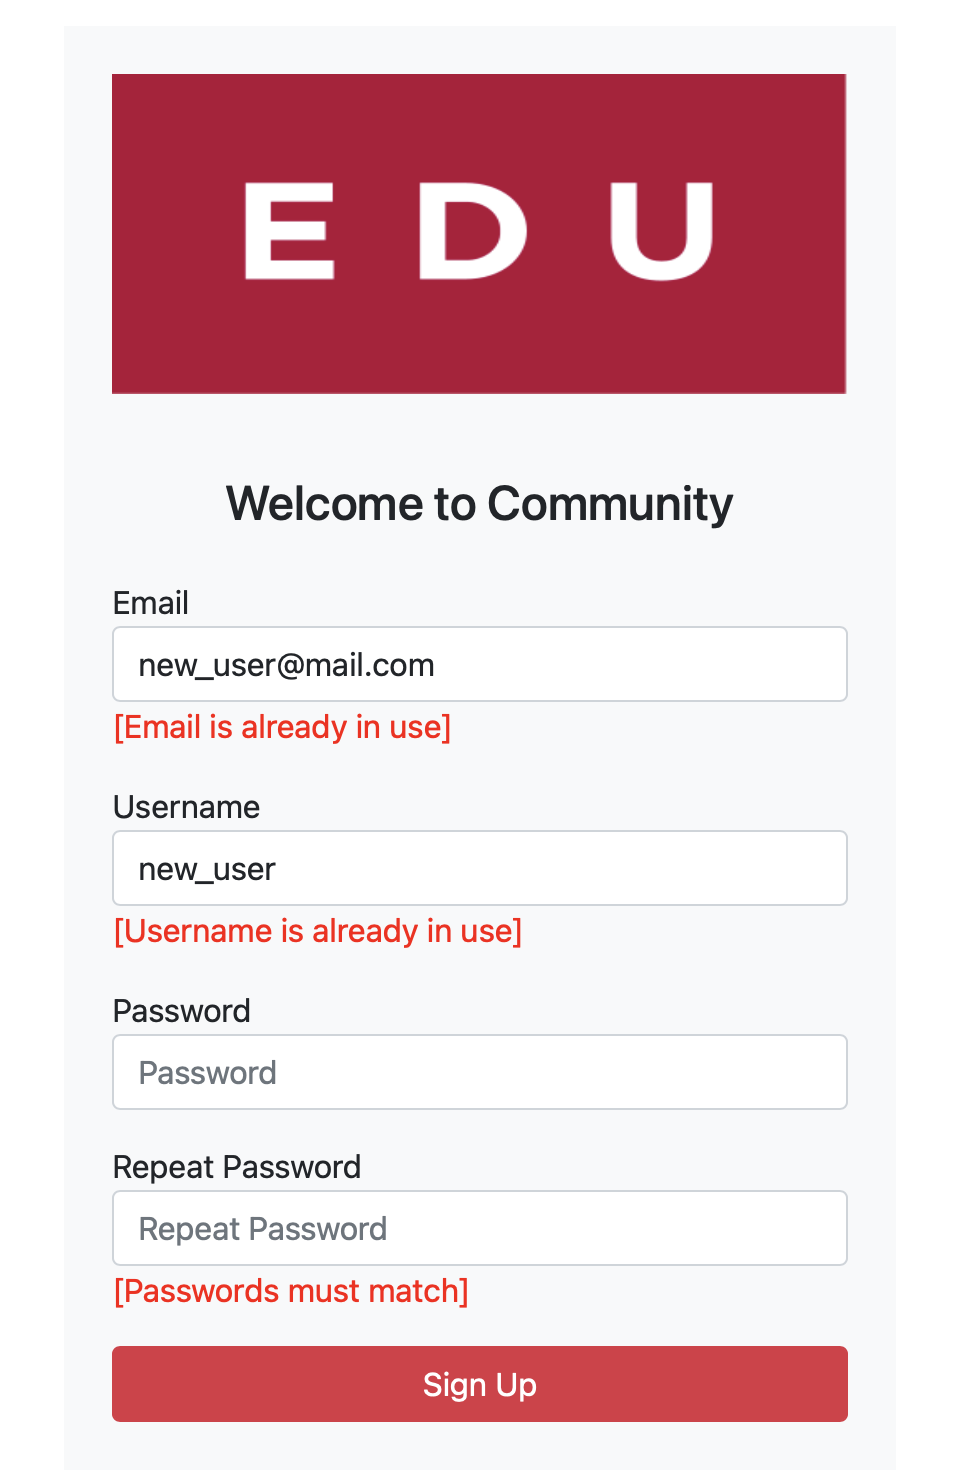 E D U
Welcome to Community
Email
new_user@mail.com
[Email is already in use]
Username
new_user
[Username is already in use]
Password
Password
Repeat Password
Repeat Password
[Passwords must match]
Sign Up